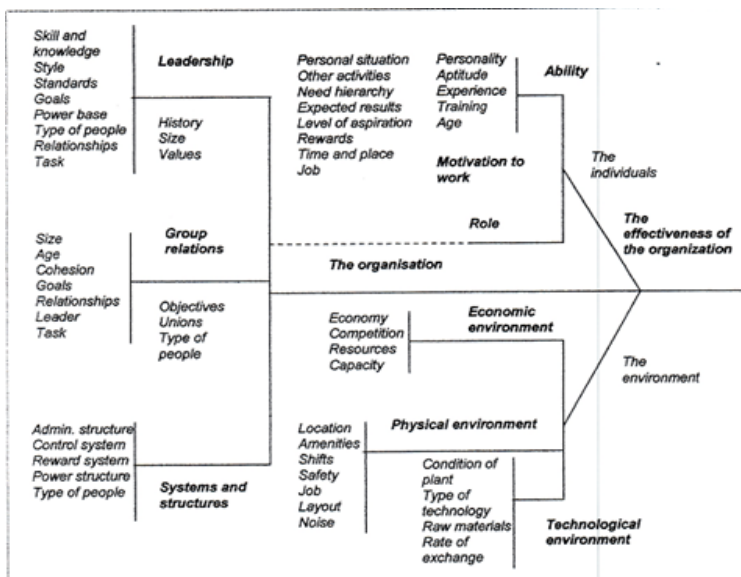 Skill and
knowledge
Style
Standards
Goals
Power base
Type of people
Relationships
Task
Leadership
History
Size
Values
Personal situation
Other activities
Need hierarchy
Expected results
Level of aspiration
Rewards
Time and place
Job
Personality
Aptitude
Experience
Training
Age
Ability
Motivation to
work
The
individuals
Role
The
effectiveness of
the organization
Size
Age
Cohesion
Goals
Relationships
Leader
Task
Group
relations
Objectives
Unions
Type of
people
The organisation
Economy
Competition
Resources
Capacity
Economic
environment
The
environment
Admin. structure
Control system
Reward system
Power structure
Type of people
Systems and
structures
Location
Amenities
Shifts
Safety
Job
Layout
Noise
Physical environment
Condition of
plant
Type of
technology
Raw materials
Rate of
exchange
Technological
environment